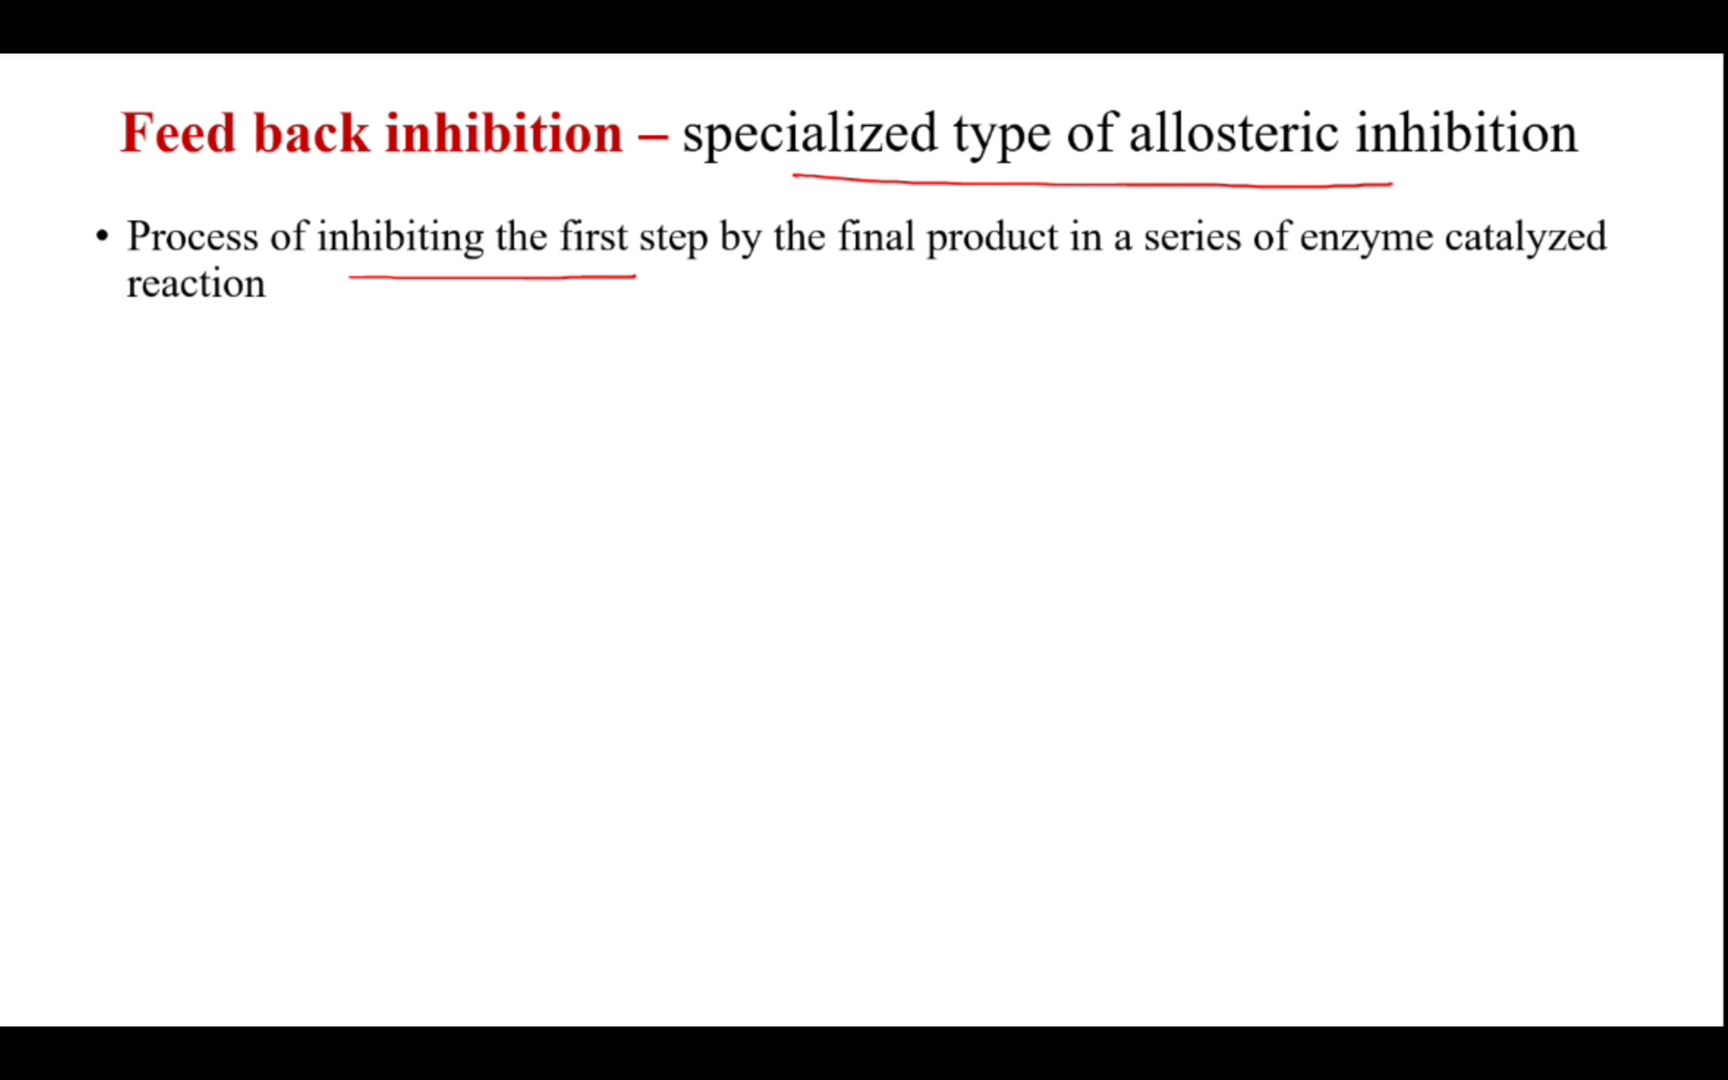 Feed back inhibition – specialized type of allosteric inhibition
• Process of inhibiting the first step by the final product in a series of enzyme catalyzed
reaction